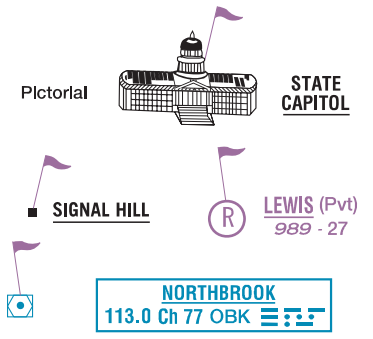 Pictorial
STATE
CAPITOL
SIGNAL HILL
R
LEWIS (Pvt)
989 - 27
NORTHBROOK
113.0 Ch 77 OBK